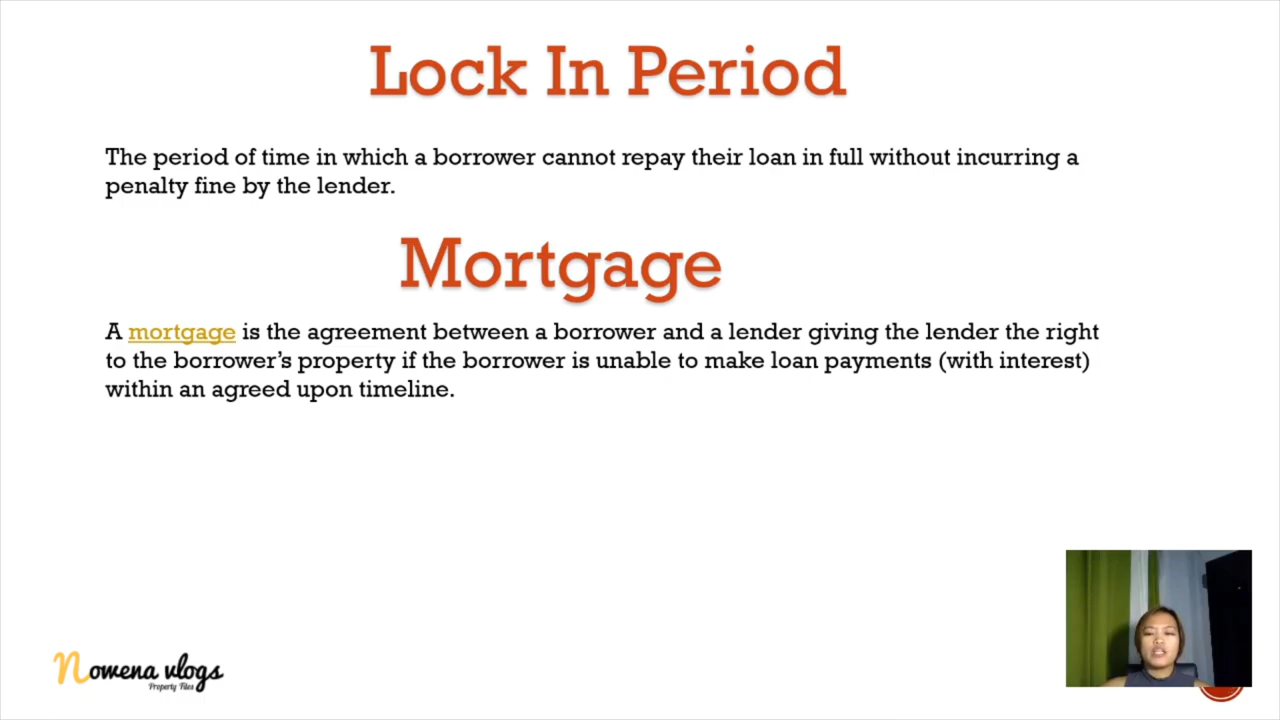 Lock In Period
The period of time in which a borrower cannot repay their loan in full without incurring a
penalty fine by the lender.
Mortgage
A mortgage is the agreement between a borrower and a lender giving the lender the right
to the borrower’s property if the borrower is unable to make loan payments (with interest)
within an agreed upon timeline.
Nowena vlogs
Property Files